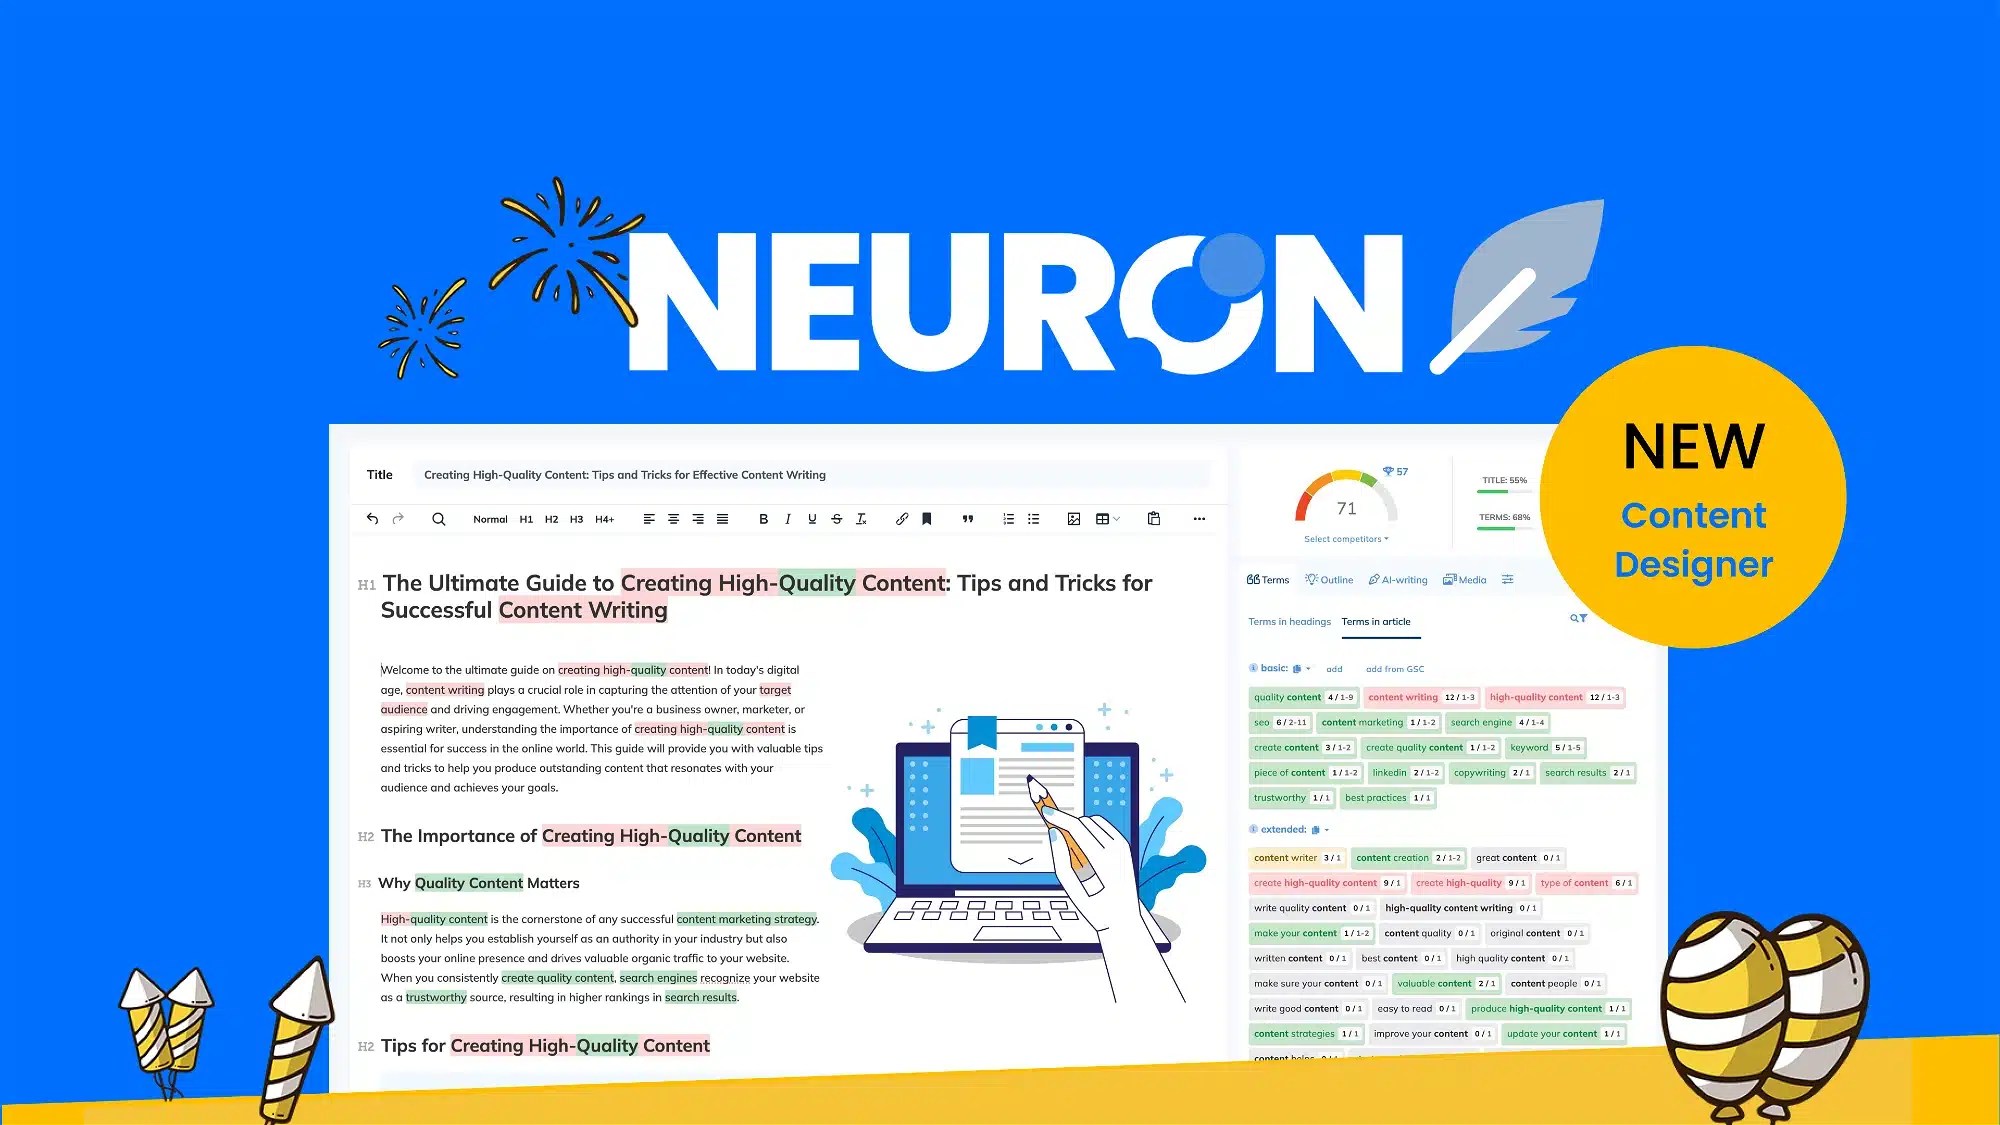 NEURON
NEW
Content
Designer
Title
Creating High-Quality Content: Tips and Tricks for Effective Content Writing
Normal H1 H2 H3 H4+
B I U S
H1 The Ultimate Guide to Creating High-Quality Content: Tips and Tricks for
Successful Content Writing
Welcome to the ultimate guide on creating high-quality content! In today's digital
age, content writing plays a crucial role in capturing the attention of your target
audience and driving engagement. Whether you're a business owner, marketer, or
aspiring writer, understanding the importance of creating high-quality content is
essential for success in the online world. This guide will provide you with valuable tips
and tricks to help you produce outstanding content that resonates with your
audience and achieves your goals.
H2 The Importance of Creating High-Quality Content
H3 Why Quality Content Matters
High-quality content is the cornerstone of any successful content marketing strategy.
It not only helps you establish yourself as an authority in your industry but also
boosts your online presence and drives valuable organic traffic to your website.
When you consistently create quality content, search engines recognize your website
as a trustworthy source, resulting in higher rankings in search results.
H2 Tips for Creating High-Quality Content
57
71
Select competitors
TITLE: 55%
TERMS: 68%
Terms Outline AI-writing Media
Terms in headings Terms in article
basic: add add from GSC
quality content 4 / 1-9 content writing 12 / 1-3 high-quality content 12 / 1-3
seo 6 / 2-11 content marketing 1 / 1-2 search engine 4 / 1-4
create content 3 / 1-2 create quality content 1 / 1-2 keyword 5 / 1-5
piece of content 1 / 1-2 linkedin 2 / 1-2 copywriting 2 / 1 search results 2 / 1
trustworthy 1 / 1 best practices 1 / 1
extended:
content writer 3 / 1 content creation 2 / 1-2 great content 0 / 1
create high-quality content 9 / 1 create high-quality 9 / 1 type of content 6 / 1
write quality content 0 / 1 high-quality content writing 0 / 1
make your content 1 / 1-2 content quality 0 / 1 original content 0 / 1
written content 0 / 1 best content 0 / 1 high quality content 0 / 1
make sure your content 0 / 1 valuable content 2 / 1 content people 0 / 1
write good content 0 / 1 easy to read 0 / 1 produce high-quality content 1 / 1
content strategies 1 / 1 improve your content 0 / 1 update your content 1 / 1